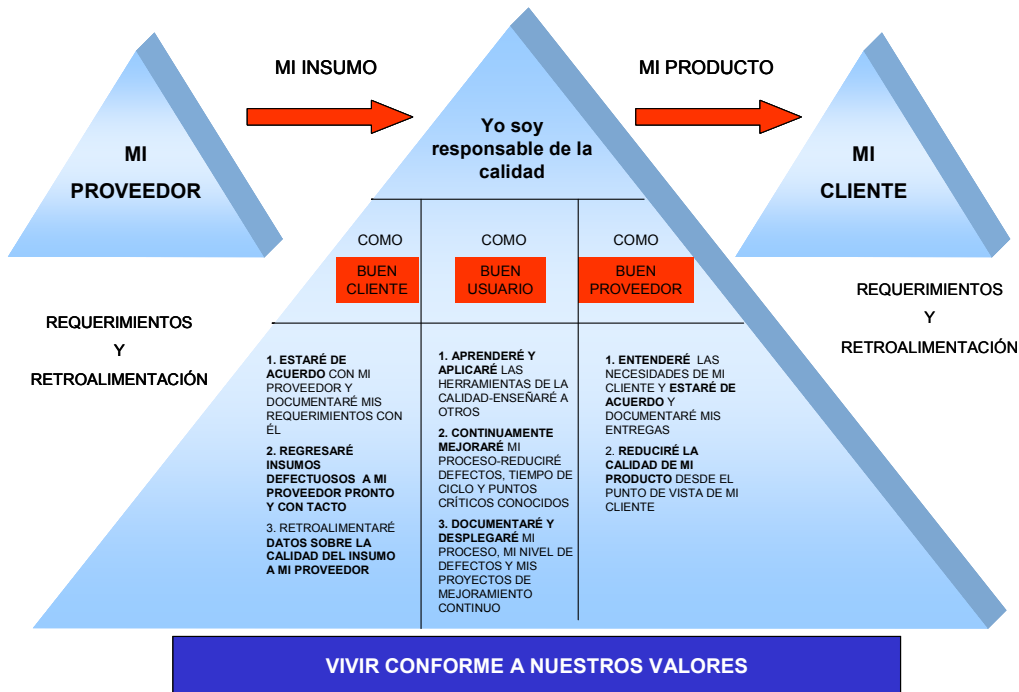 MI INSUMO
MI PRODUCTO
MI
PROVEEDOR
Yo soy
responsable de la
calidad
MI
CLIENTE
REQUERIMIENTOS
Y
RETROALIMENTACIÓN
COMO
BUEN
CLIENTE
COMO
BUEN
USUARIO
COMO
BUEN
PROVEEDOR
REQUERIMIENTOS
Y
RETROALIMENTACIÓN
1. ESTARÉ DE
ACUERDO CON MI
PROVEEDOR Y
DOCUMENTARÉ MIS
REQUERIMIENTOS CON
ÉL
2. REGRESARÉ
INSUMOS
DEFECTUOSOS A MI
PROVEEDOR PRONTO
Y CON TACTO
3. RETROALIMENTARÉ
DATOS SOBRE LA
CALIDAD DEL INSUMO
A MI PROVEEDOR
1. APRENDERÉ Y
APLICARÉ LAS
HERRAMIENTAS DE LA
CALIDAD-ENSEÑARÉ A
OTROS
2. CONTINUAMENTE
MEJORARÉ MI
PROCESO-REDUCIRÉ
DEFECTOS, TIEMPO DE
CICLO Y PUNTOS
CRÍTICOS CONOCIDOS
3. DOCUMENTARÉ Y
DESPLEGARÉ MI
PROCESO, MI NIVEL DE
DEFECTOS Y MIS
PROYECTOS DE
MEJORAMIENTO
CONTINUO
1. ENTENDERÉ LAS
NECESIDADES DE MI
CLIENTE Y ESTARÉ DE
ACUERDO Y
DOCUMENTARÉ MIS
ENTREGAS
2. REDUCIRÉ LA
CALIDAD DE MI
PRODUCTO DESDE EL
PUNTO DE VISTA DE MI
CLIENTE
VIVIR CONFORME A NUESTROS VALORES